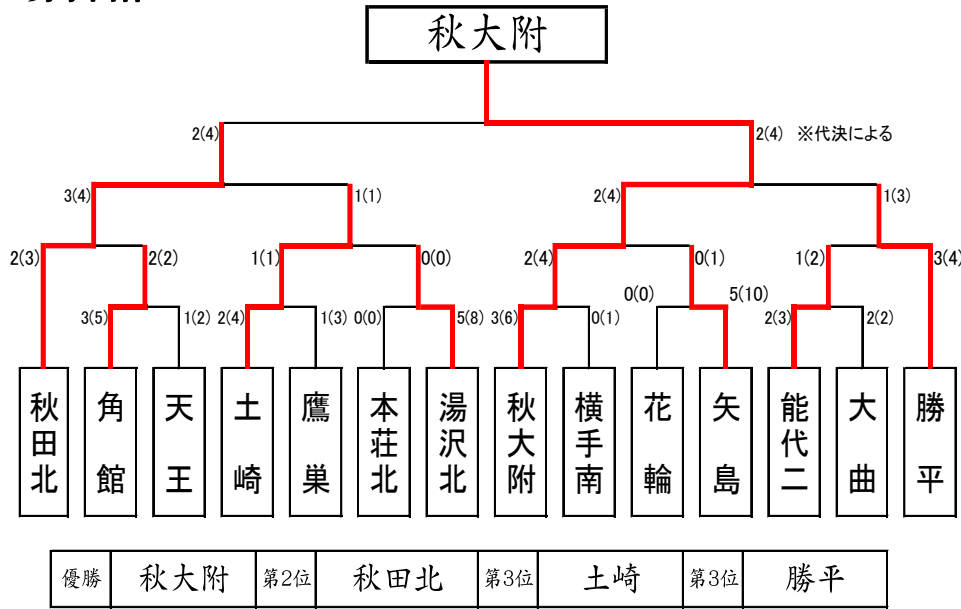 秋大附
2(4) 2(4) ※代決による
3(4) 1(1) 2(4) 1(3)
2(3) 2(2) 1(1) 0(0) 2(4) 0(1) 1(2) 3(4)
3(5) 1(2) 2(4) 1(3) 0(0) 5(8) 3(6) 0(1) 0(0) 5(10) 2(3) 2(2)
秋田北
角館
天王
土崎
鷹巣
本荘北
湯沢北
秋大附
横手南
花輪
矢島
能代二
大曲
勝平
優勝 秋大附 第2位 秋田北 第3位 土崎 第3位 勝平